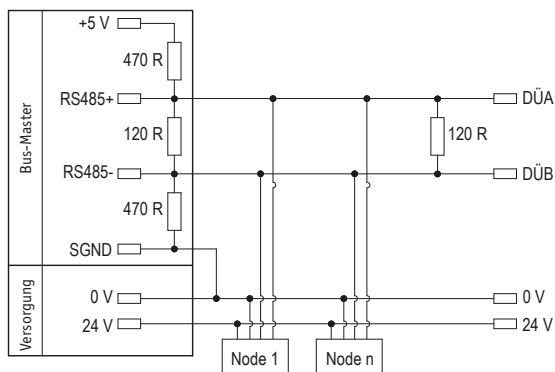 Bus-Master
+5 V
470 R
RS485+
DÜA
120 R
120 R
RS485-
DÜB
470 R
SGND
Versorgung
0 V
0 V
24 V
24 V
Node 1
Node n